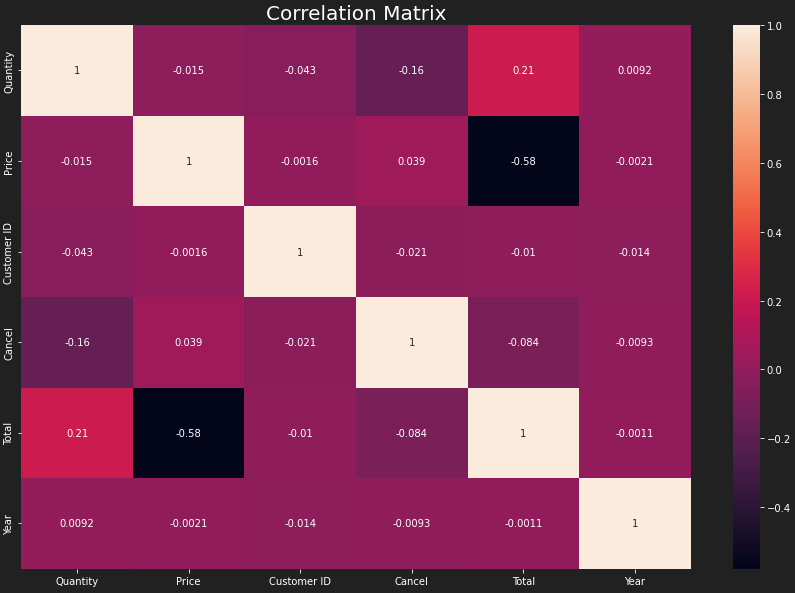 Correlation Matrix
Quantity 1 -0.015 -0.043 -0.16 0.21 0.0092
Price -0.015 1 -0.0016 0.039 -0.58 -0.0021
Customer ID -0.043 -0.0016 1 -0.021 -0.01 -0.014
Cancel -0.16 0.039 -0.021 1 -0.084 -0.0093
Total 0.21 -0.58 -0.01 -0.084 1 -0.0011
Year 0.0092 -0.0021 -0.014 -0.0093 -0.0011 1
Quantity Price Customer ID Cancel Total Year
1.0
0.8
0.6
0.4
0.2
0.0
−0.2
−0.4